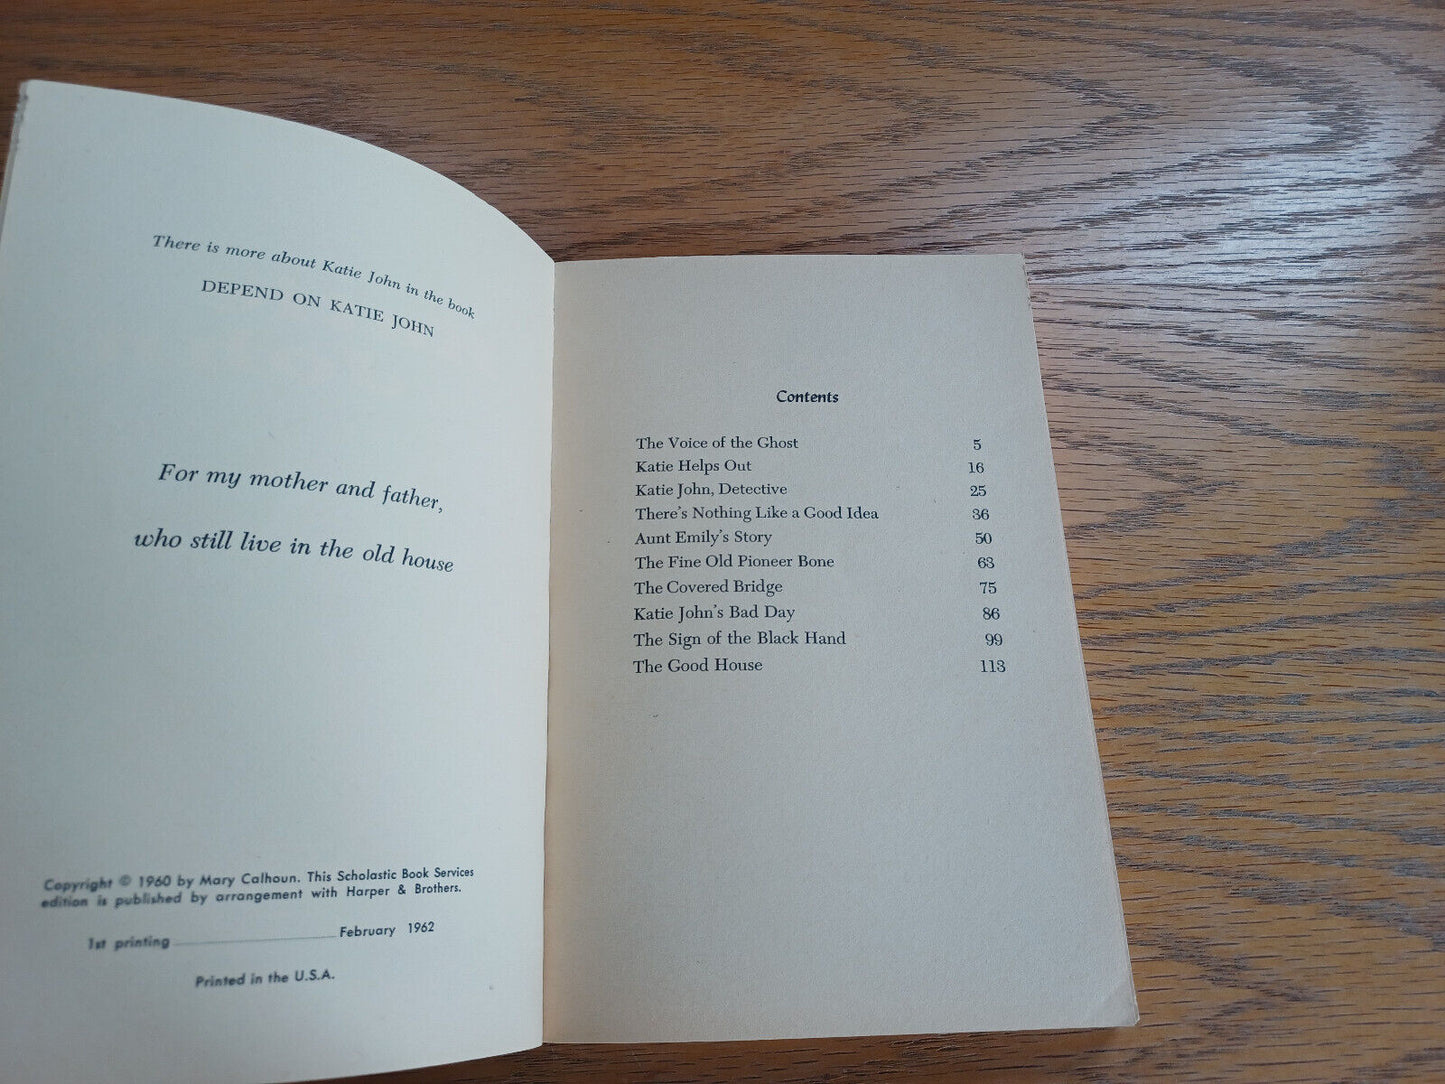 There is more about Katie John in the book
DEPEND ON KATIE JOHN
For my mother and father,
who still live in the old house
Copyright © 1960 by Mary Calhoun. This Scholastic Book Services
edition is published by arrangement with Harper & Brothers.
1st printing ____________ February 1962
Printed in the U.S.A.
Contents
The Voice of the Ghost 5
Katie Helps Out 16
Katie John, Detective 25
There's Nothing Like a Good Idea 36
Aunt Emily's Story 50
The Fine Old Pioneer Bone 63
The Covered Bridge 75
Katie John's Bad Day 86
The Sign of the Black Hand 99
The Good House 113